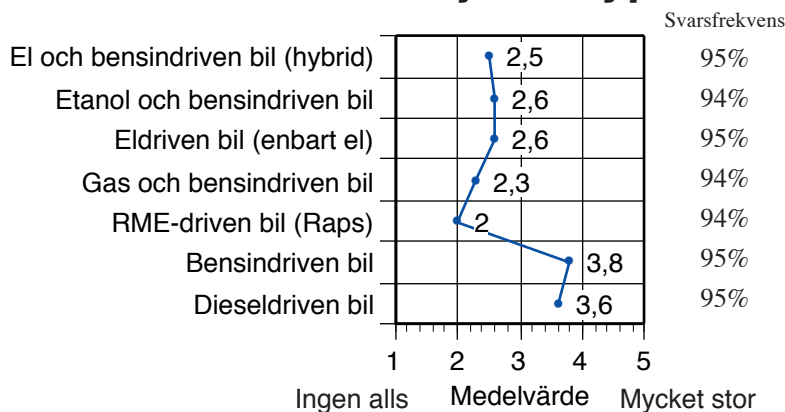 Svarsfrekvens
El och bensindriven bil (hybrid) 2,5 95%
Etanol och bensindriven bil 2,6 94%
Eldriven bil (enbart el) 2,6 95%
Gas och bensindriven bil 2,3 94%
RME-driven bil (Raps) 2 94%
Bensindriven bil 3,8 95%
Dieseldriven bil 3,6 95%
1 2 3 4 5
Ingen alls Medelvärde Mycket stor